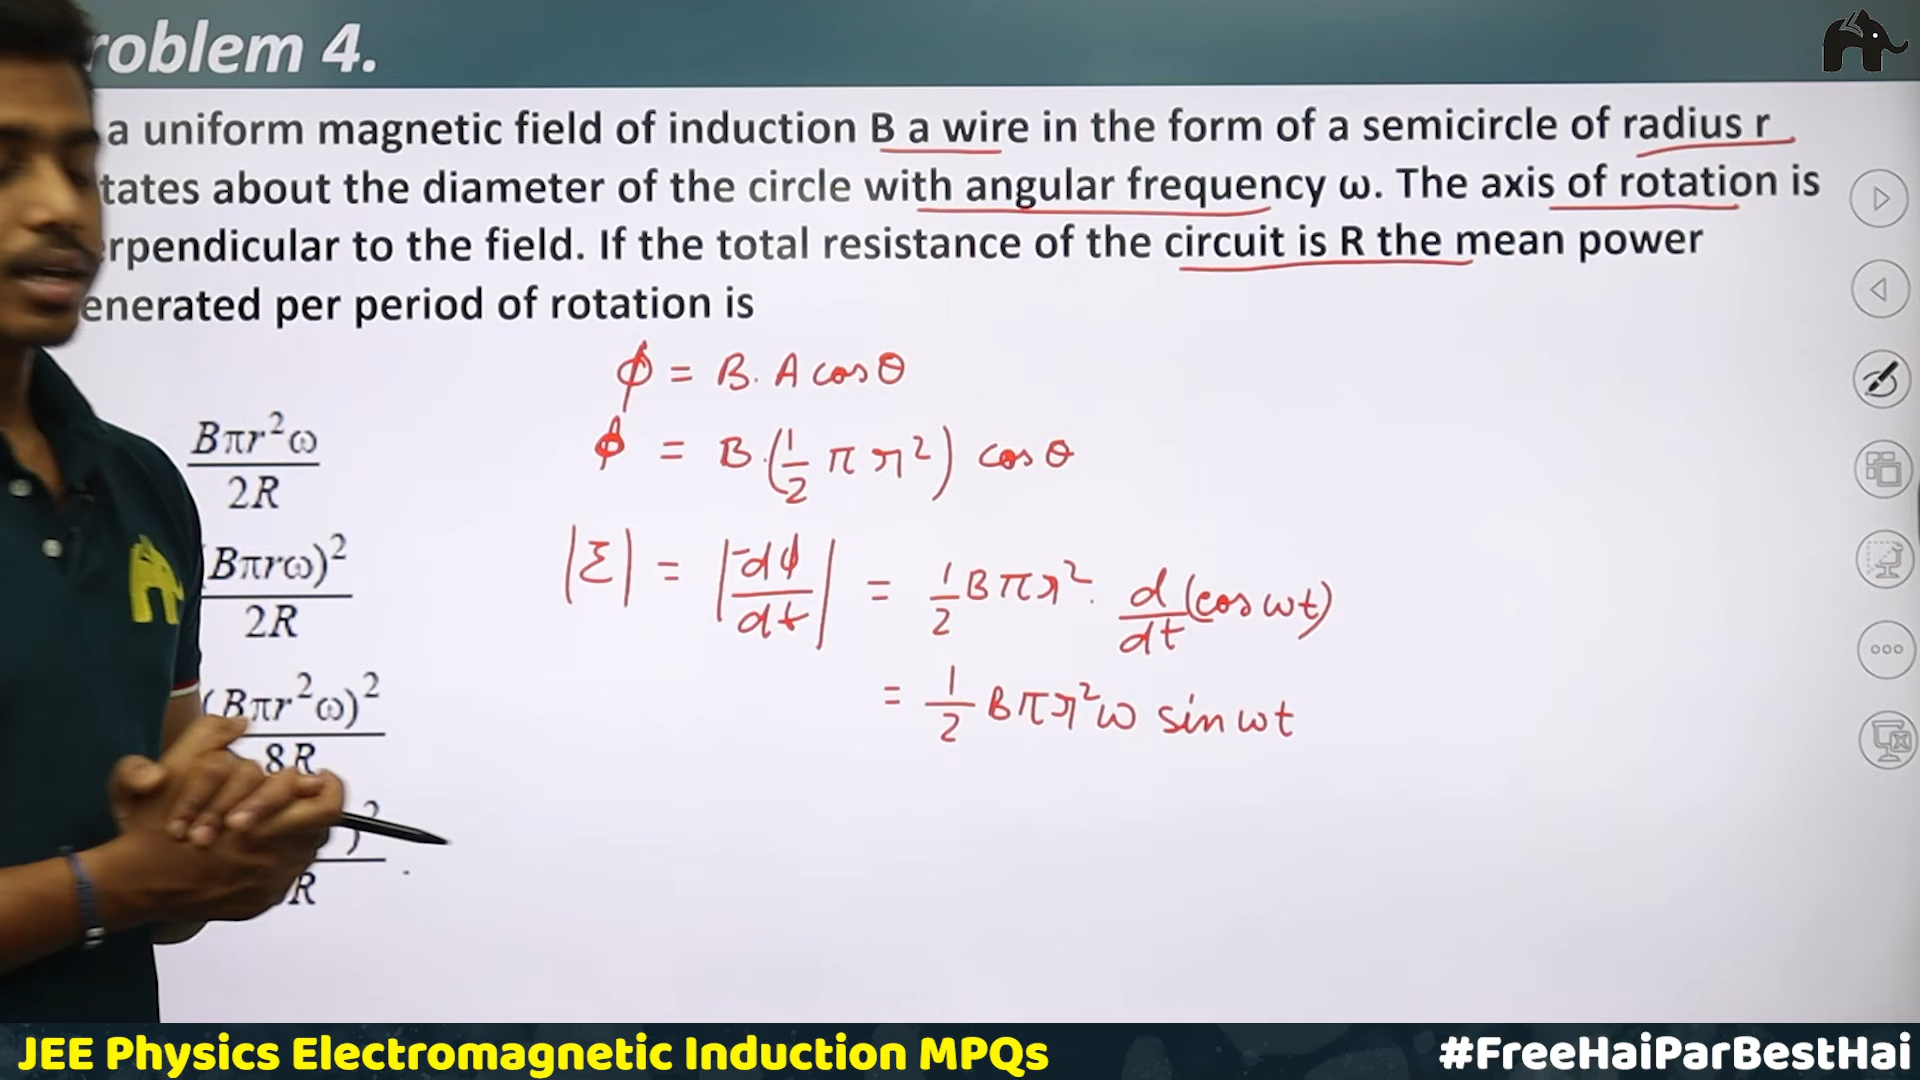 roblem 4.
a uniform magnetic field of induction B a wire in the form of a semicircle of radius r
tates about the diameter of the circle with angular frequency ω. The axis of rotation is
rpendicular to the field. If the total resistance of the circuit is R the mean power
enerated per period of rotation is
ϕ = B. A cos θ
ϕ = B.(1/2 π r²) cos θ
Bπr²ω / 2R
|ℰ| = |-dϕ/dt| = 1/2 Bπr². d/dt (cos ωt)
(Bπrω)² / 2R
= 1/2 Bπr²ω sin ωt
(Bπr²ω)² / 8R
)² / R
JEE Physics Electromagnetic Induction MPQs
#FreeHaiParBestHai